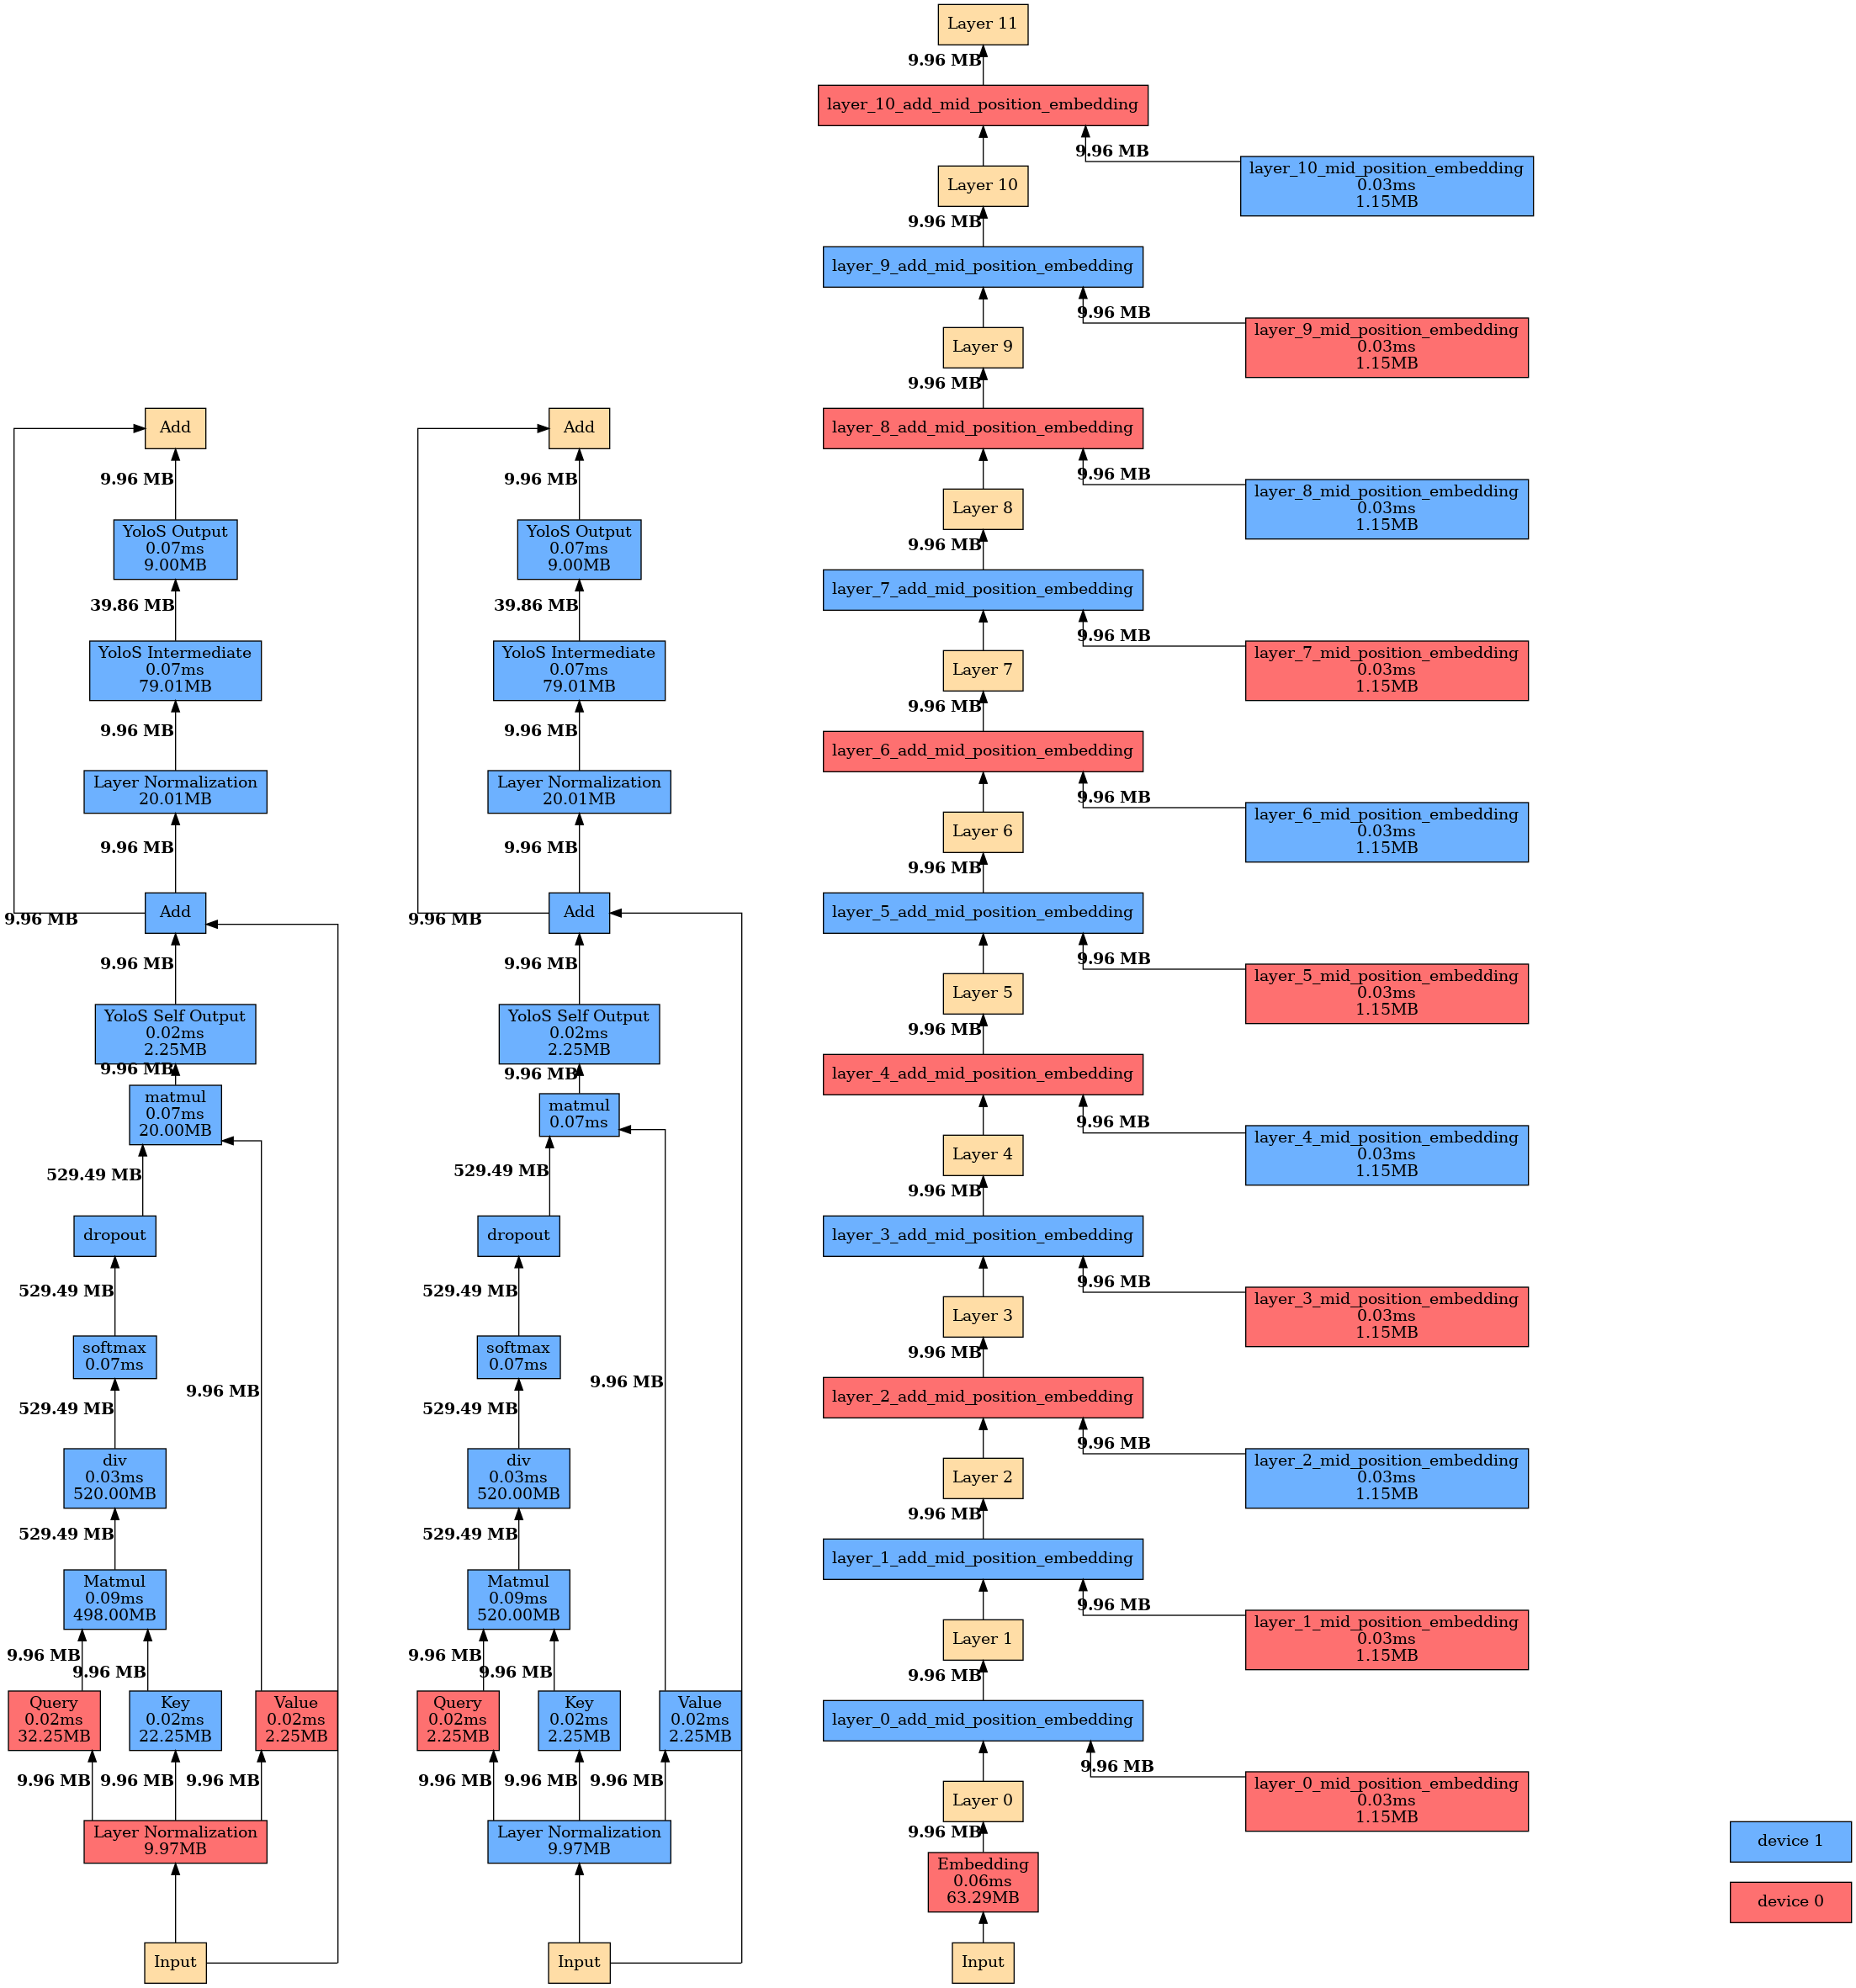 Add
9.96 MB
YoloS Output
0.07ms
9.00MB
39.86 MB
YoloS Intermediate
0.07ms
79.01MB
9.96 MB
Layer Normalization
20.01MB
9.96 MB
Add
9.96 MB
9.96 MB
YoloS Self Output
0.02ms
2.25MB
9.96 MB
matmul
0.07ms
20.00MB
529.49 MB
dropout
529.49 MB
softmax
0.07ms
9.96 MB
529.49 MB
div
0.03ms
520.00MB
529.49 MB
Matmul
0.09ms
498.00MB
9.96 MB
9.96 MB
Query
0.02ms
32.25MB
Key
0.02ms
22.25MB
Value
0.02ms
2.25MB
9.96 MB
9.96 MB
9.96 MB
Layer Normalization
9.97MB
Input
Add
9.96 MB
YoloS Output
0.07ms
9.00MB
39.86 MB
YoloS Intermediate
0.07ms
79.01MB
9.96 MB
Layer Normalization
20.01MB
9.96 MB
Add
9.96 MB
9.96 MB
YoloS Self Output
0.02ms
2.25MB
9.96 MB
matmul
0.07ms
529.49 MB
dropout
529.49 MB
softmax
0.07ms
9.96 MB
529.49 MB
div
0.03ms
520.00MB
529.49 MB
Matmul
0.09ms
520.00MB
9.96 MB
9.96 MB
Query
0.02ms
2.25MB
Key
0.02ms
2.25MB
Value
0.02ms
2.25MB
9.96 MB
9.96 MB
9.96 MB
Layer Normalization
9.97MB
Input
Layer 11
9.96 MB
layer_10_add_mid_position_embedding
9.96 MB
layer_10_mid_position_embedding
0.03ms
1.15MB
Layer 10
9.96 MB
layer_9_add_mid_position_embedding
9.96 MB
layer_9_mid_position_embedding
0.03ms
1.15MB
Layer 9
9.96 MB
layer_8_add_mid_position_embedding
9.96 MB
layer_8_mid_position_embedding
0.03ms
1.15MB
Layer 8
9.96 MB
layer_7_add_mid_position_embedding
9.96 MB
layer_7_mid_position_embedding
0.03ms
1.15MB
Layer 7
9.96 MB
layer_6_add_mid_position_embedding
9.96 MB
layer_6_mid_position_embedding
0.03ms
1.15MB
Layer 6
9.96 MB
layer_5_add_mid_position_embedding
9.96 MB
layer_5_mid_position_embedding
0.03ms
1.15MB
Layer 5
9.96 MB
layer_4_add_mid_position_embedding
9.96 MB
layer_4_mid_position_embedding
0.03ms
1.15MB
Layer 4
9.96 MB
layer_3_add_mid_position_embedding
9.96 MB
layer_3_mid_position_embedding
0.03ms
1.15MB
Layer 3
9.96 MB
layer_2_add_mid_position_embedding
9.96 MB
layer_2_mid_position_embedding
0.03ms
1.15MB
Layer 2
9.96 MB
layer_1_add_mid_position_embedding
9.96 MB
layer_1_mid_position_embedding
0.03ms
1.15MB
Layer 1
9.96 MB
layer_0_add_mid_position_embedding
9.96 MB
layer_0_mid_position_embedding
0.03ms
1.15MB
Layer 0
9.96 MB
Embedding
0.06ms
63.29MB
Input
device 1
device 0